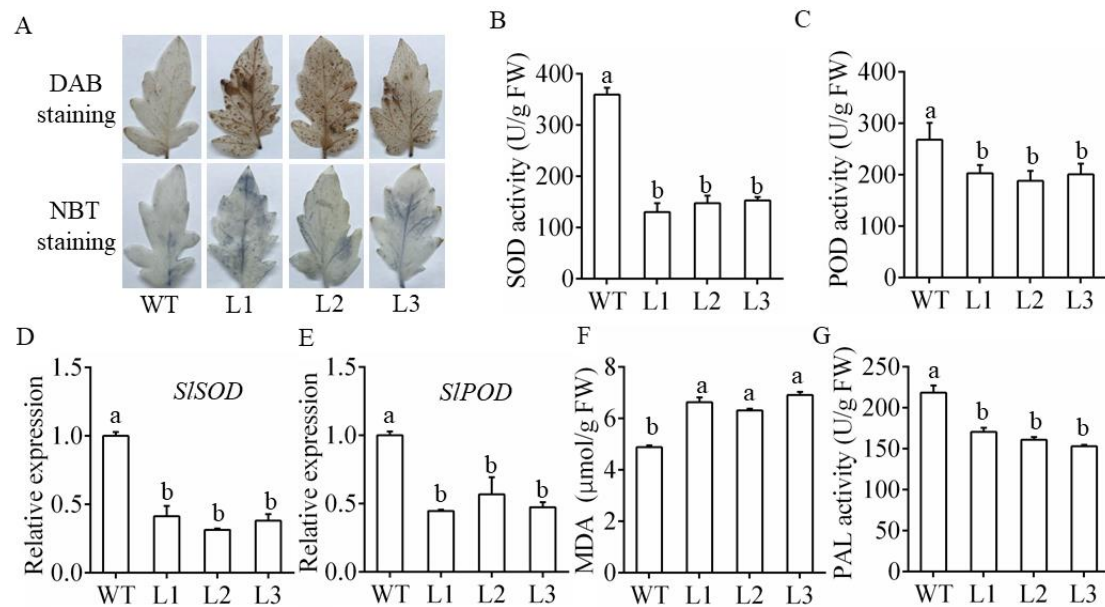 A
DAB
staining
NBT
staining
WT L1 L2 L3
B
SOD activity (U/g FW)
400
300
200
100
0
a
b
b
b
WT L1 L2 L3
C
POD activity (U/g FW)
400
300
200
100
0
a
b
b
b
WT L1 L2 L3
D
Relative expression
1.5
1.0
0.5
0.0
SlSOD
a
b
b
b
WT L1 L2 L3
E
Relative expression
1.5
1.0
0.5
0.0
SlPOD
a
b
b
b
WT L1 L2 L3
F
MDA (μmol/g FW)
8
6
4
2
0
b
a
a
a
WT L1 L2 L3
G
PAL activity (U/g FW)
250
200
150
100
50
0
a
b
b
b
WT L1 L2 L3